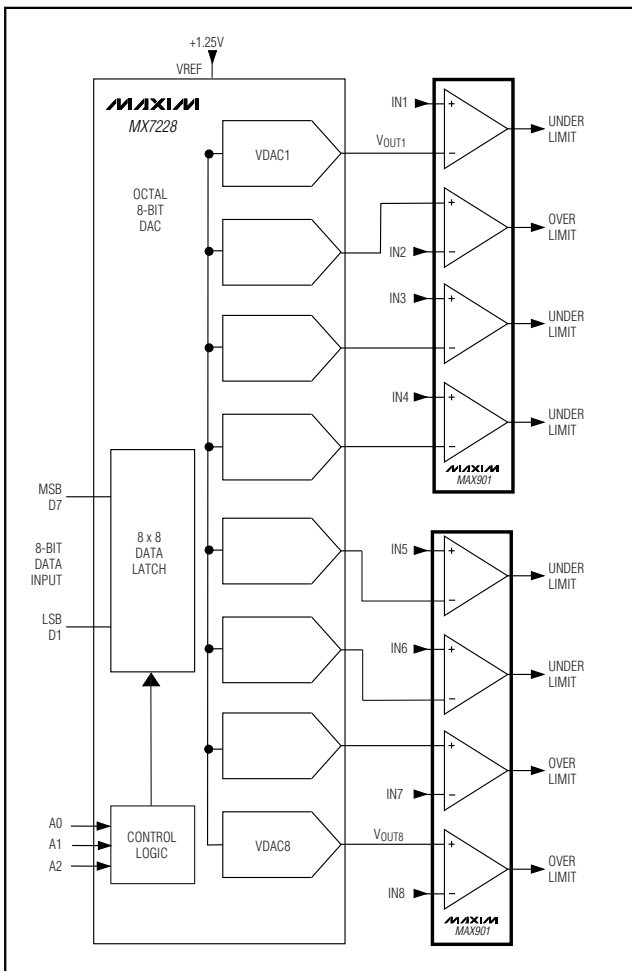 +1.25V
VREF
MAXIM
MX7228
OCTAL
8-BIT
DAC
VDAC1
VOUT1
IN1
+
−
UNDER
LIMIT
+
−
IN2
OVER
LIMIT
IN3
+
−
UNDER
LIMIT
IN4
+
−
UNDER
LIMIT
MAXIM
MAX901
MSB
D7
8-BIT
DATA
INPUT
LSB
D1
8 x 8
DATA
LATCH
IN5
+
−
UNDER
LIMIT
IN6
+
−
UNDER
LIMIT
+
−
IN7
OVER
LIMIT
A0
A1
A2
CONTROL
LOGIC
VDAC8
VOUT8
+
−
IN8
OVER
LIMIT
MAXIM
MAX901